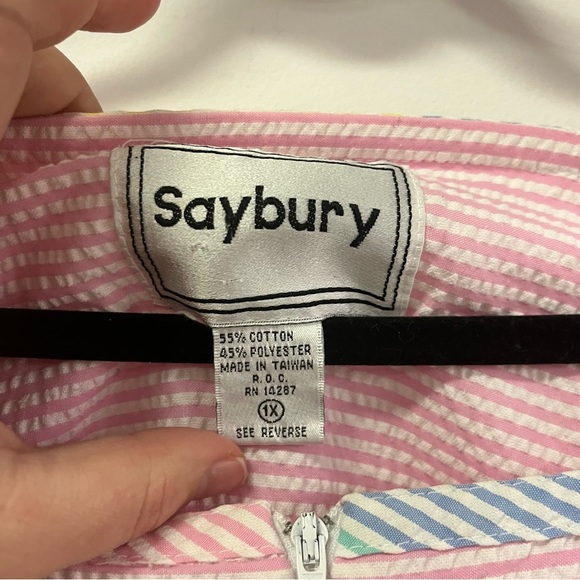 Saybury
55% COTTON
45% POLYESTER
MADE IN TAIWAN
R.O.C.
RN 14287
1X
SEE REVERSE